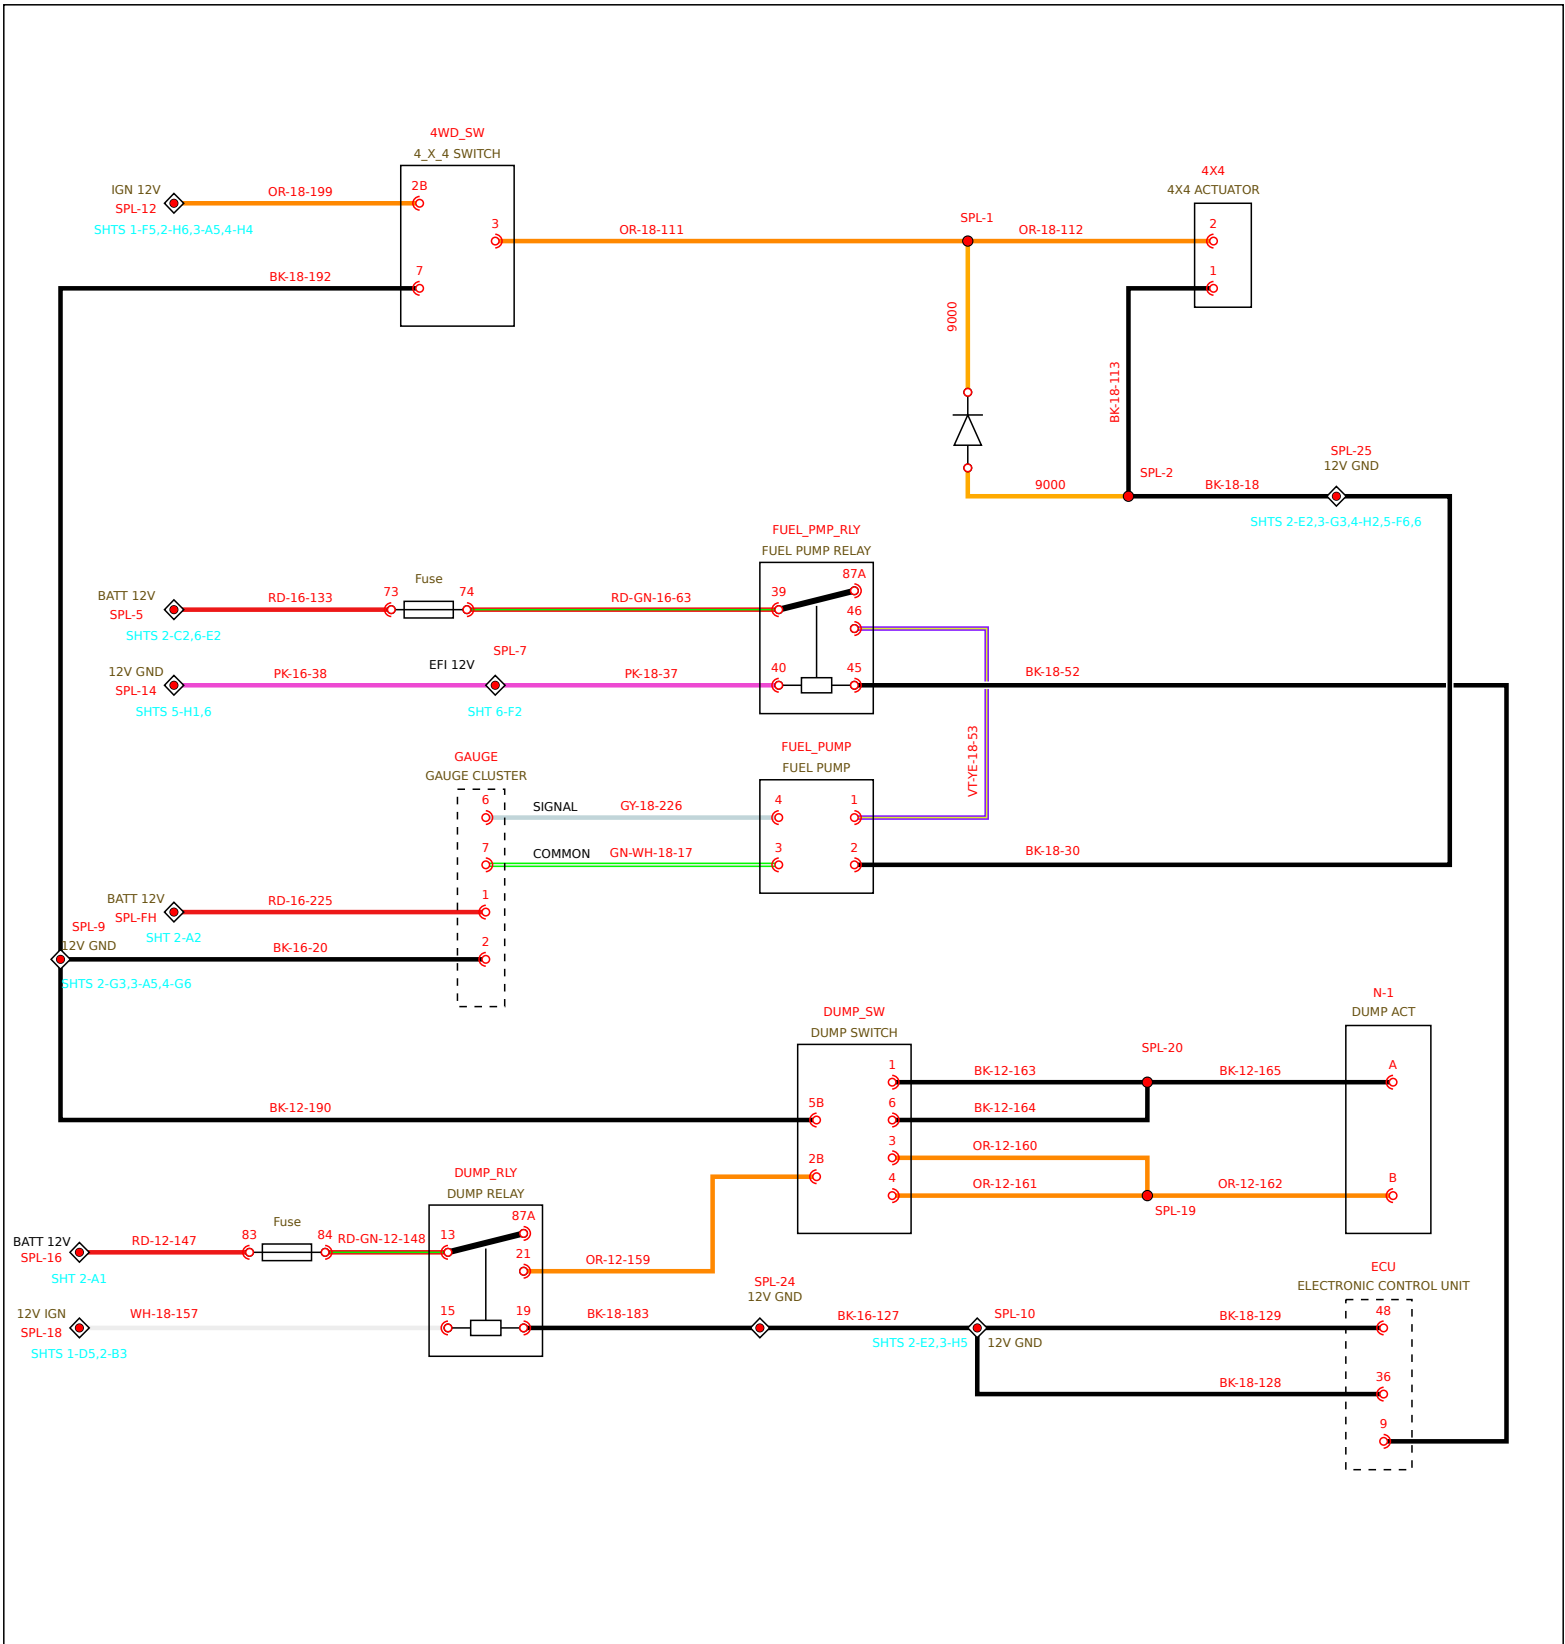 4WD_SW
4_X_4 SWITCH
IGN 12V
SPL-12
SHTS 1-F5,2-H6,3-A5,4-H4
OR-18-199
2B
3
7
BK-18-192
OR-18-111
SPL-1
OR-18-112
4X4
4X4 ACTUATOR
2
1
9000
BK-18-113
9000
SPL-2
BK-18-18
SPL-25
12V GND
SHTS 2-E2,3-G3,4-H2,5-F6,6
FUEL_PMP_RLY
FUEL PUMP RELAY
BATT 12V
SPL-5
SHTS 2-C2,6-E2
RD-16-133
73
Fuse
74
RD-GN-16-63
39
87A
46
40
45
12V GND
SPL-14
SHTS 5-H1,6
PK-16-38
EFI 12V
SPL-7
SHT 6-F2
PK-18-37
BK-18-52
VT-YE-18-53
FUEL_PUMP
FUEL PUMP
4
1
3
2
GAUGE
GAUGE CLUSTER
6
SIGNAL
GY-18-226
7
COMMON
GN-WH-18-17
BK-18-30
1
2
BATT 12V
SPL-FH
SHT 2-A2
RD-16-225
SPL-9
12V GND
SHTS 2-G3,3-A5,4-G6
BK-16-20
DUMP_SW
DUMP SWITCH
1
5B
6
3
2B
4
BK-12-163
SPL-20
BK-12-165
BK-12-164
BK-12-190
OR-12-160
OR-12-161
OR-12-162
SPL-19
N-1
DUMP ACT
A
B
DUMP_RLY
DUMP RELAY
BATT 12V
SPL-16
SHT 2-A1
RD-12-147
83
Fuse
84
RD-GN-12-148
13
87A
21
15
19
OR-12-159
12V IGN
SPL-18
SHTS 1-D5,2-B3
WH-18-157
BK-18-183
SPL-24
12V GND
BK-16-127
SPL-10
SHTS 2-E2,3-H5
12V GND
BK-18-129
BK-18-128
ECU
ELECTRONIC CONTROL UNIT
48
36
9